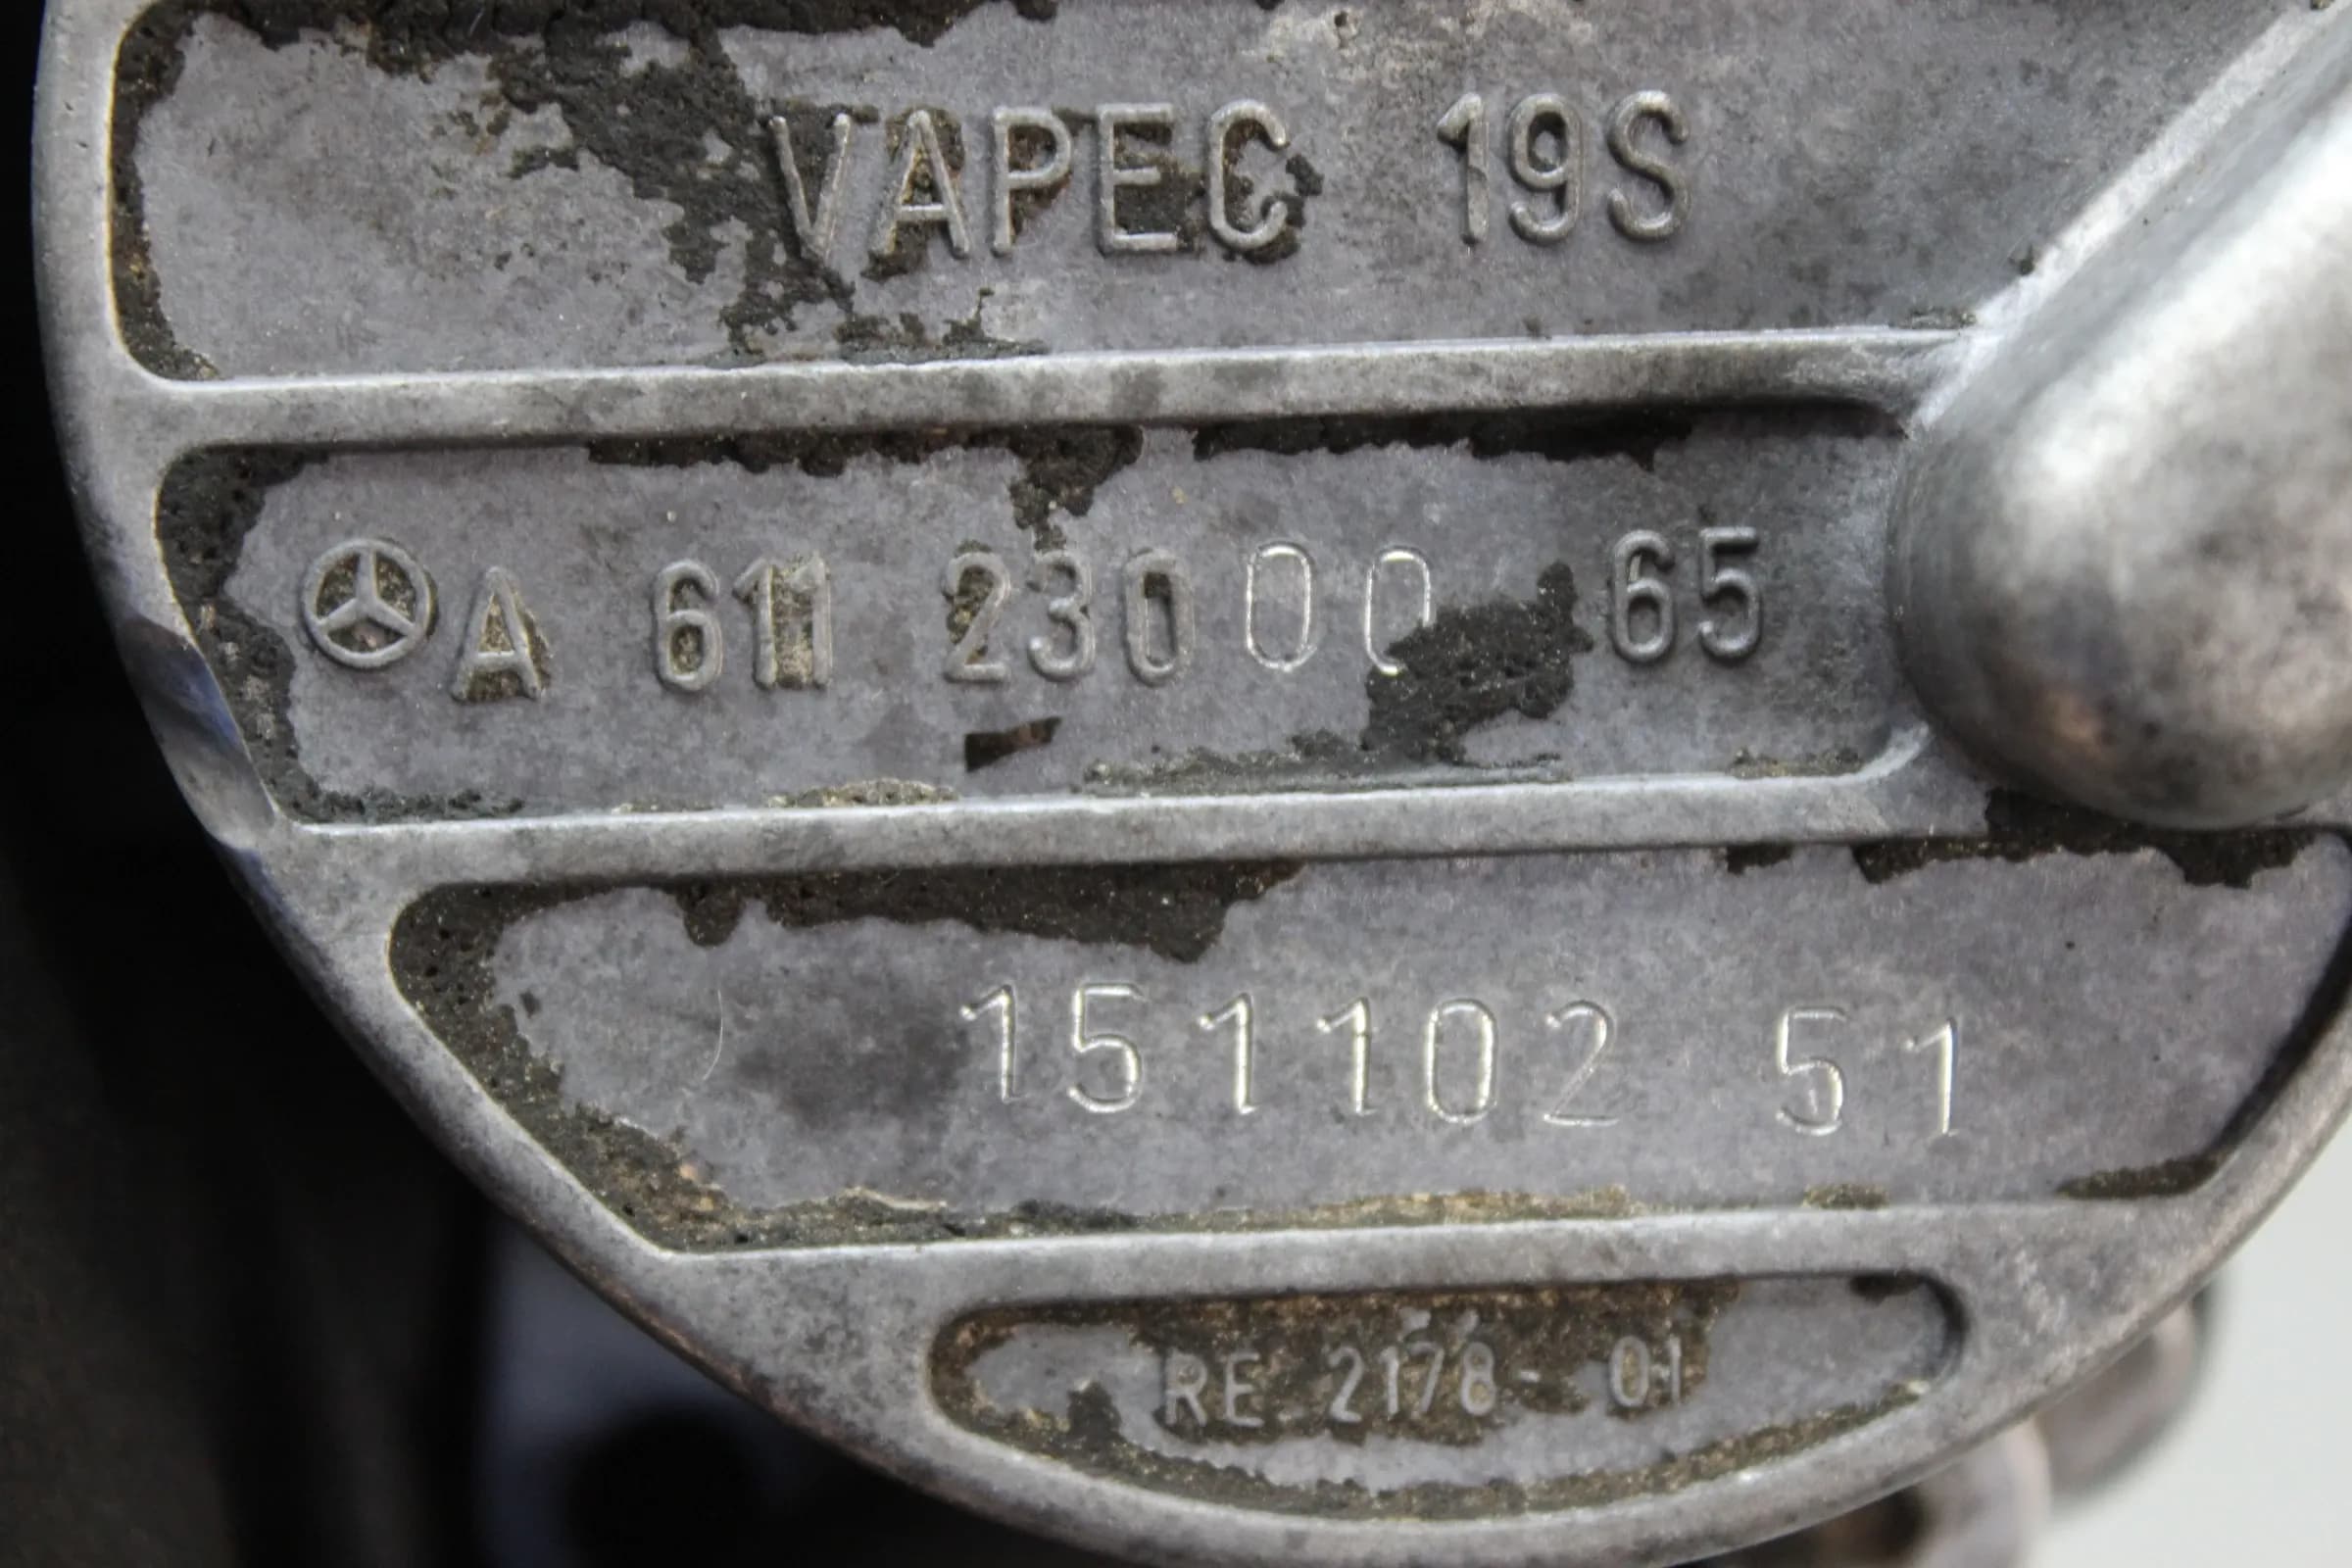 VAPEC 19S
A 611 230 00 65
151102 51
RE 2178- 01